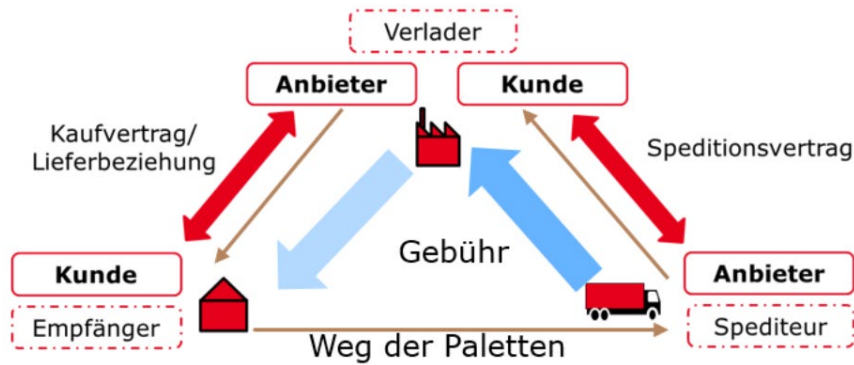 Verlader
Anbieter
Kunde
Kaufvertrag/
Lieferbeziehung
Speditionsvertrag
Gebühr
Kunde
Anbieter
Empfänger
Spediteur
Weg der Paletten